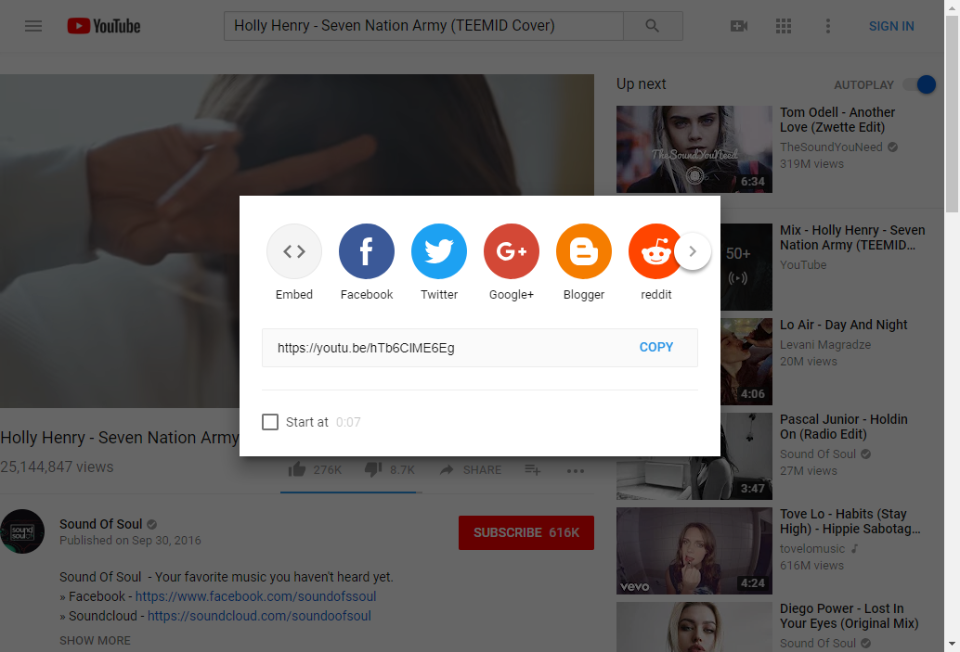 YouTube
Holly Henry - Seven Nation Army (TEEMID Cover)
SIGN IN
Up next
AUTOPLAY
TheSoundYouNeed
6:34
Tom Odell - Another
Love (Zwette Edit)
TheSoundYouNeed
319M views
50+
Mix - Holly Henry - Seven
Nation Army (TEEMID...
YouTube
4:06
Lo Air - Day And Night
Levani Magradze
20M views
3:47
Pascal Junior - Holdin
On (Radio Edit)
Sound Of Soul
27M views
vevo
4:24
Tove Lo - Habits (Stay
High) - Hippie Sabotag...
tovelomusic
616M views
Diego Power - Lost In
Your Eyes (Original Mix)
Sound Of Soul
Embed
Facebook
Twitter
Google+
Blogger
reddit
https://youtu.be/hTb6CIME6Eg
COPY
Start at 0:07
Holly Henry - Seven Nation Army
25,144,847 views
276K
8.7K
SHARE
sound
soul
Sound Of Soul
Published on Sep 30, 2016
SUBSCRIBE 616K
Sound Of Soul - Your favorite music you haven't heard yet.
» Facebook - https://www.facebook.com/soundofssoul
» Soundcloud - https://soundcloud.com/soundoofsoul
SHOW MORE